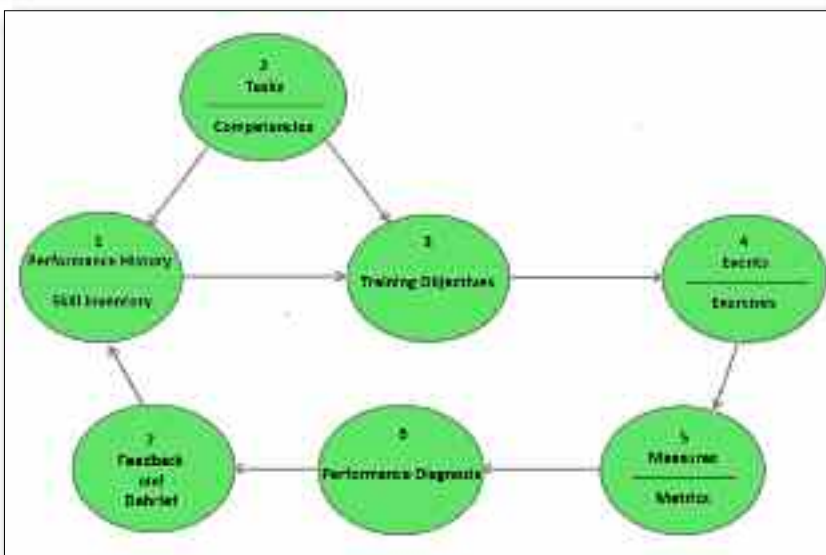 2
Tasks
Competencies
1
Performance History
Skill Inventory
3
Training Objectives
4
Events
Exercises
5
Measures
Metrics
6
Performance Diagnosis
7
Feedback
and
Debrief